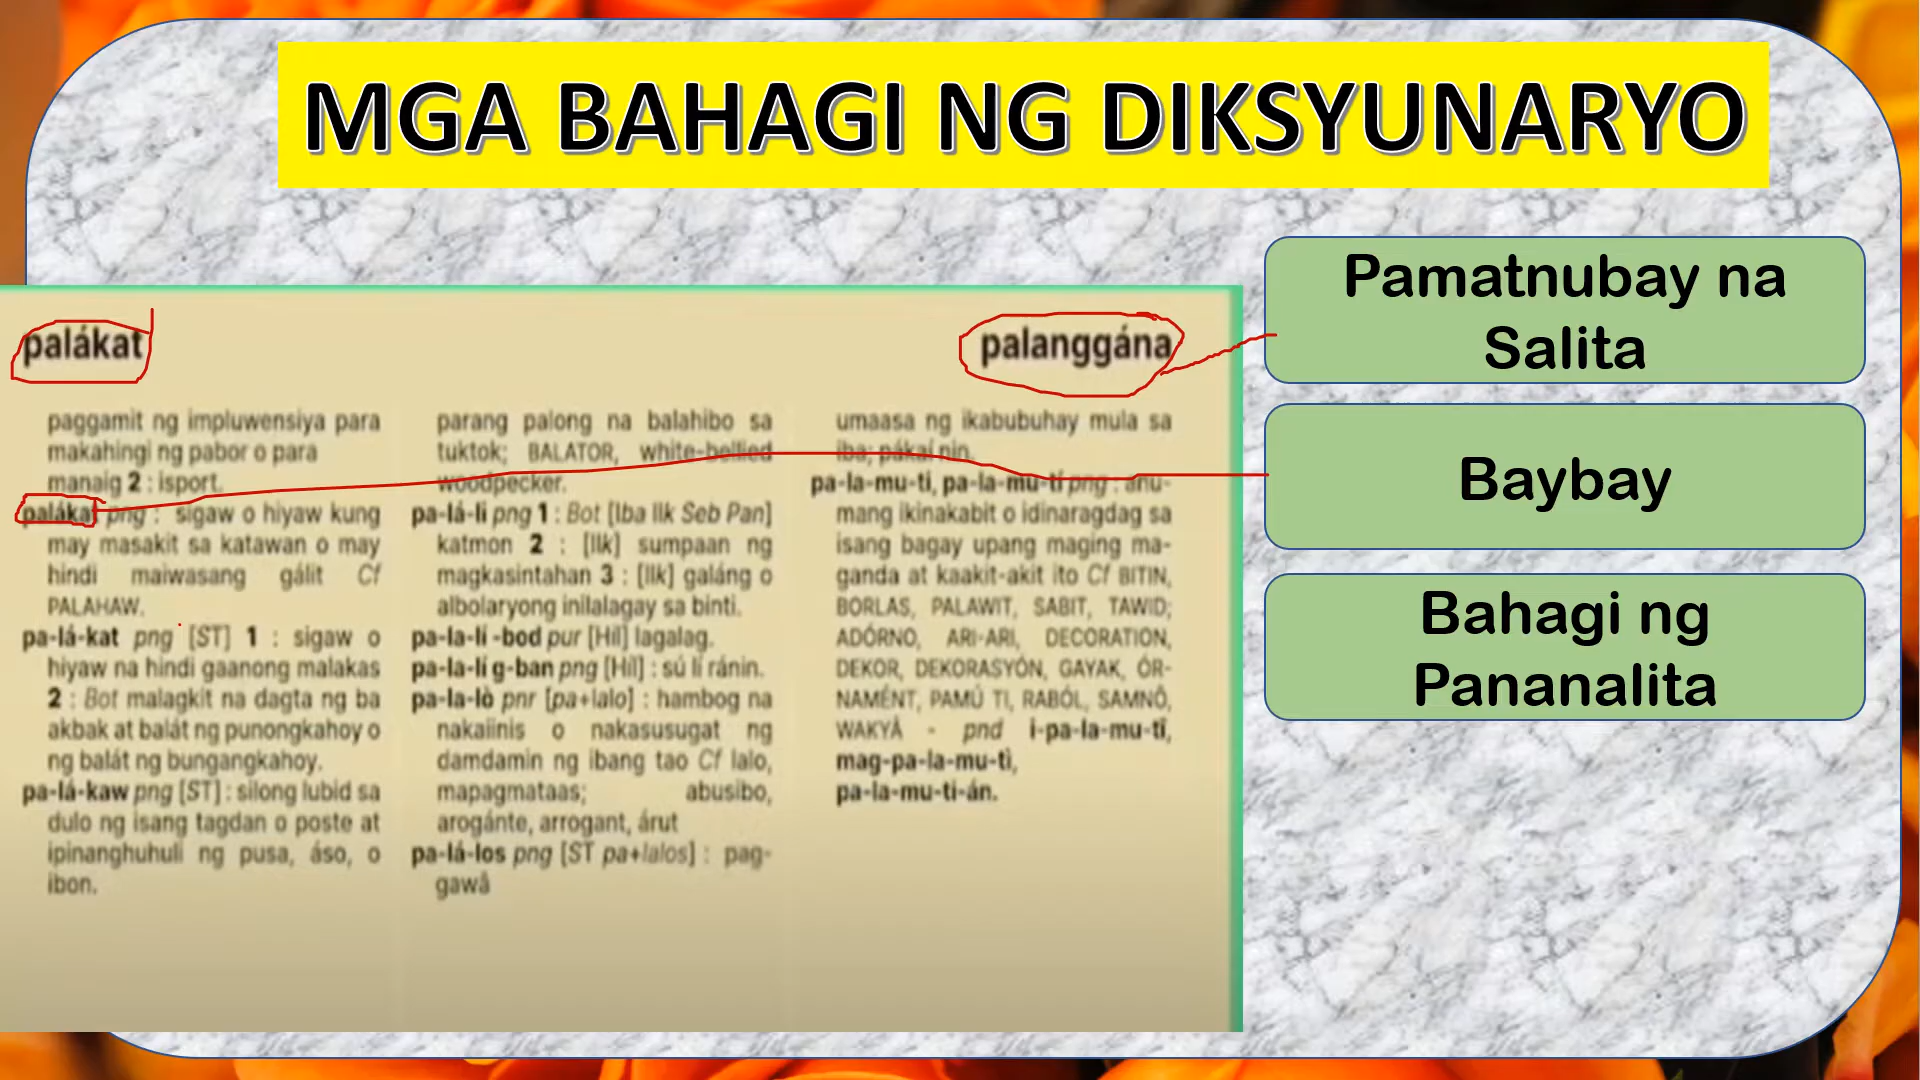 MGA BAHAGI NG DIKSYUNARYO
Pamatnubay na
Salita
Baybay
Bahagi ng
Pananalita
palákat
palanggána
paggamit ng impluwensiya para
makahingi ng pabor o para
manaig 2 : isport.
palákat png : sigaw o hiyaw kung
may masakit sa katawan o may
hindi maiwasang gálit Cf
PALAHAW.
pa-lá-kat png [ST] 1 : sigaw o
hiyaw na hindi gaanong malakas
2 : Bot malagkit na dagta ng ba
akbak at balát ng punongkahoy o
ng balát ng bungangkahoy.
pa-lá-kaw png [ST] : silong lubid sa
dulo ng isang tagdan o poste at
ipinanghuhuli ng pusa, áso, o
ibon.
parang palong na balahibo sa
tuktok; BALATOR, white-bellied
woodpecker.
pa-lá-li png 1 : Bot [Iba Ilk Seb Pan]
katmon 2 : [Ilk] sumpaan ng
magkasintahan 3 : [Ilk] galáng o
albolaryong inilalagay sa binti.
pa-la-lí -bod pur [Hil] lagalag.
pa-la-lí g-ban png [Hil] : sú lí ránin.
pa-la-lò pnr [pa+lalo] : hambog na
nakaiinis o nakasusugat ng
damdamin ng ibang tao Cf lalo,
mapagmataas; abusibo,
arogánte, arrogant, árut
pa-lá-los png [ST pa+lalos] : pag-
gawâ
umaasa ng ikabubuhay mula sa
iba; pákaí nin.
pa-la-mu-ti, pa-la-mu-tí png : anu-
mang ikinakabit o idinaragdag sa
isang bagay upang maging ma-
ganda at kaakit-akit ito Cf BITIN,
BORLAS, PALAWIT, SABIT, TAWID;
ADÓRNO, ARI-ARI, DECORATION,
DEKOR, DEKORASYÓN, GAYAK, ÓR-
NAMÉNT, PAMÚ TI, RABÓL, SAMNÔ,
WAKYÂ - pnd i-pa-la-mu-tî,
mag-pa-la-mu-tì,
pa-la-mu-ti-án.